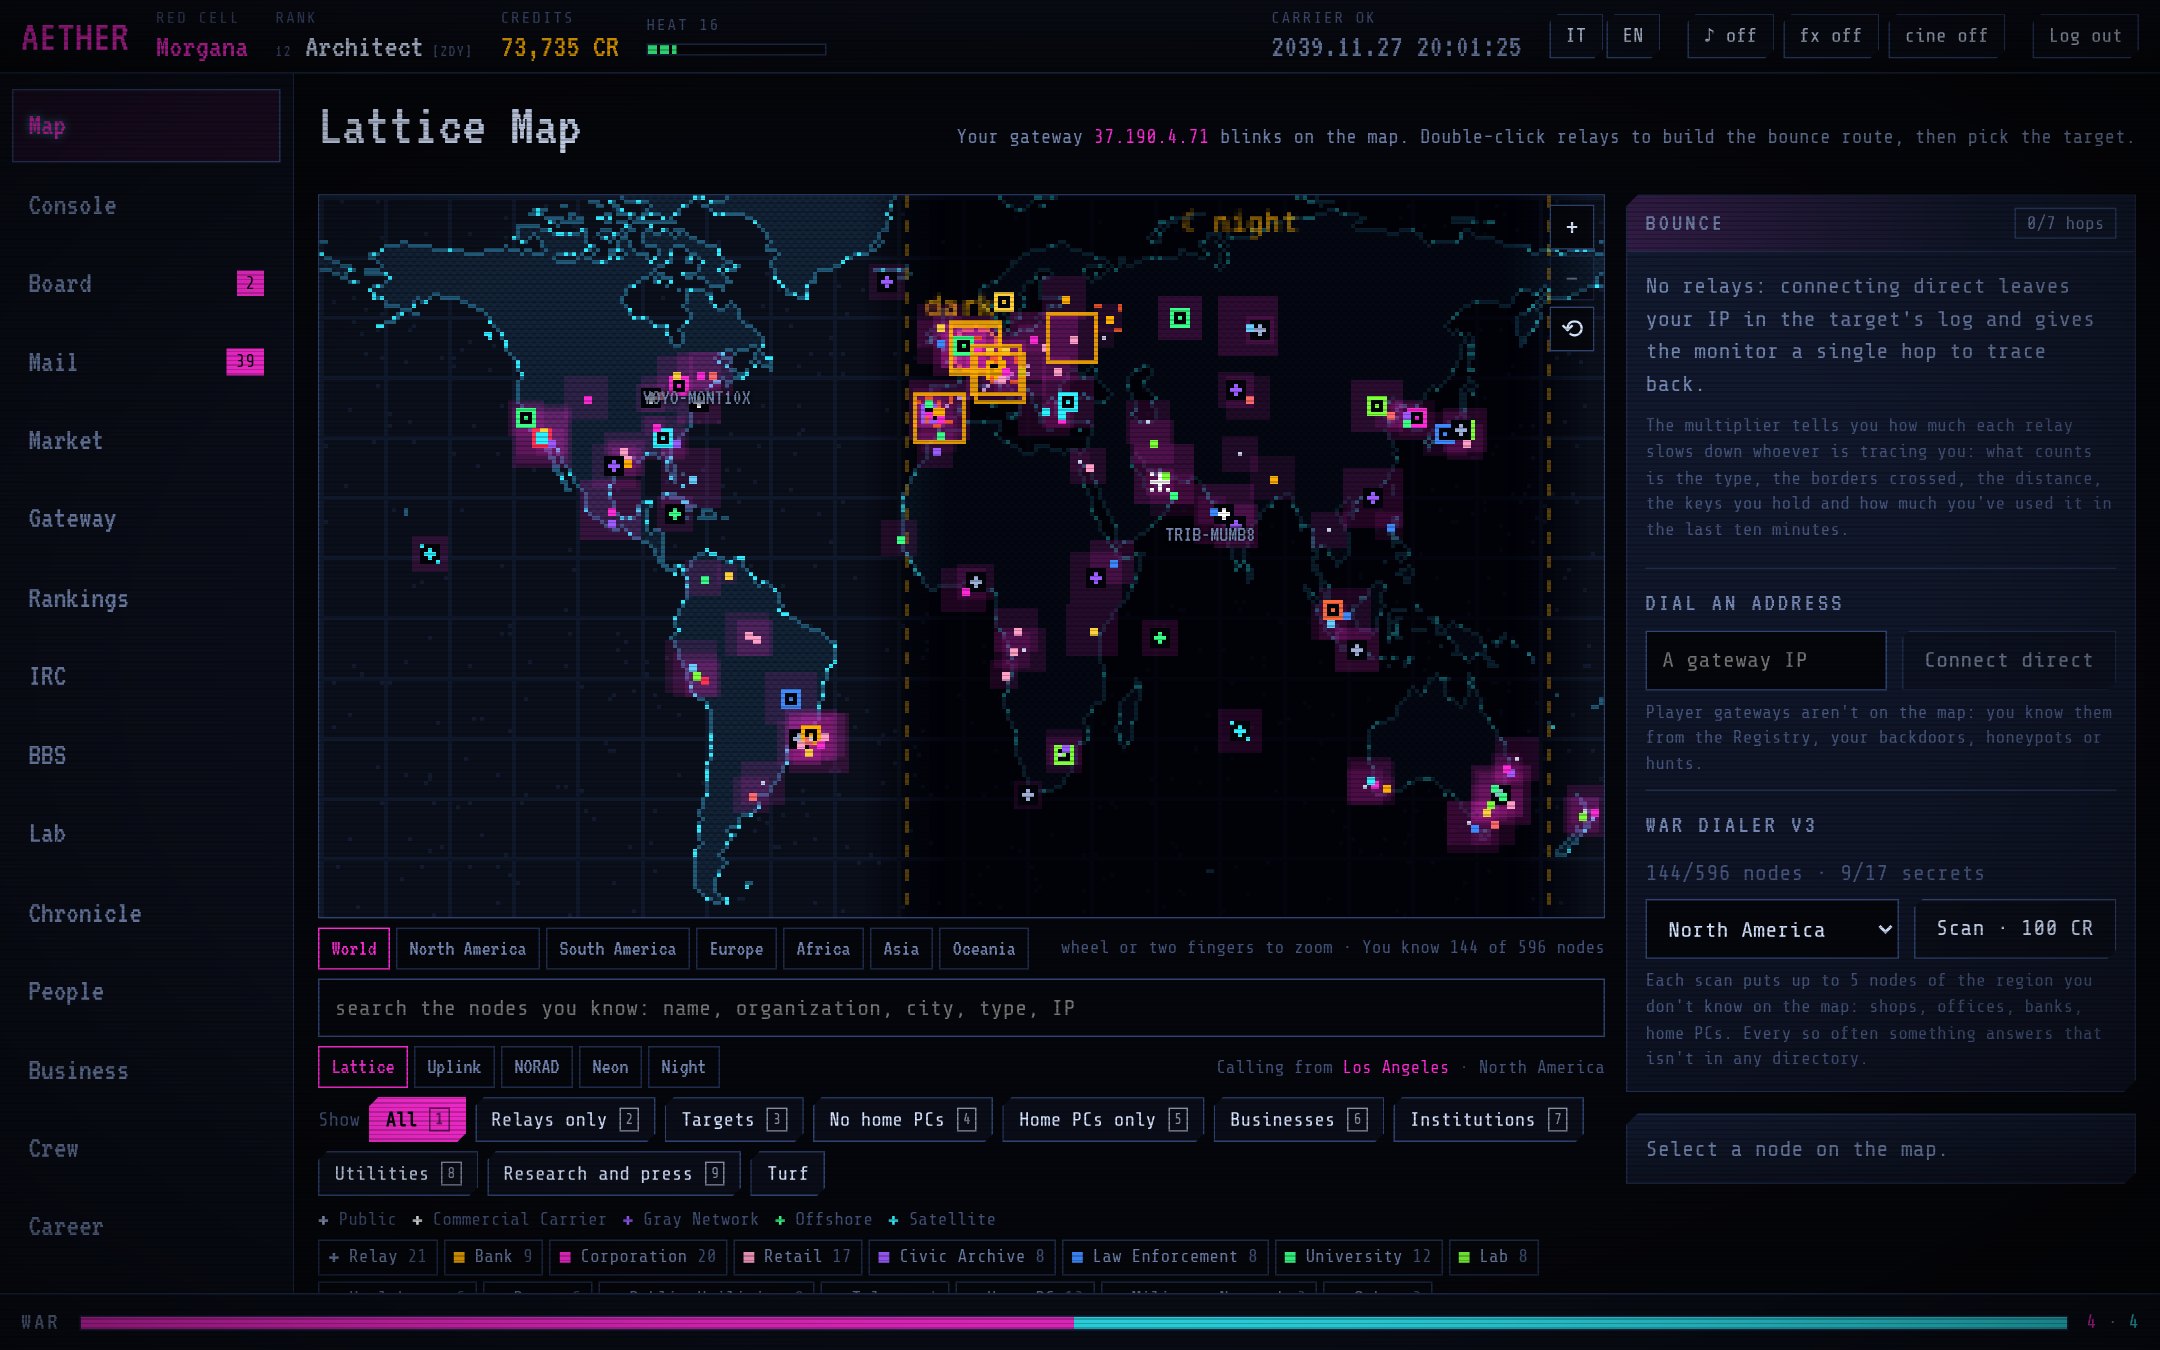 AETHER
RED CELL
Morgana
RANK
12 Architect [ZDY]
CREDITS
73,735 CR
HEAT 16
CARRIER OK
2039.11.27 20:01:25
IT
EN
♪ off
fx off
cine off
Log out
Map
Console
Board 2
Mail 39
Market
Gateway
Rankings
IRC
BBS
Lab
Chronicle
People
Business
Crew
Career
Lattice Map
Your gateway 37.190.4.71 blinks on the map. Double-click relays to build the bounce route, then pick the target.
night
dark
TRIB-MUMB8
+
−
⟲
World
North America
South America
Europe
Africa
Asia
Oceania
wheel or two fingers to zoom · You know 144 of 596 nodes
search the nodes you know: name, organization, city, type, IP
Lattice
Uplink
NORAD
Neon
Night
Calling from Los Angeles · North America
Show
All 1
Relays only 2
Targets 3
No home PCs 4
Home PCs only 5
Businesses 6
Institutions 7
Utilities 8
Research and press 9
Turf
Public
Commercial Carrier
Gray Network
Offshore
Satellite
Relay 21
Bank 9
Corporation 20
Retail 17
Civic Archive 8
Law Enforcement 8
University 12
Lab 8
BOUNCE
0/7 hops
No relays: connecting direct leaves
your IP in the target's log and gives
the monitor a single hop to trace
back.
The multiplier tells you how much each relay
slows down whoever is tracing you: what counts
is the type, the borders crossed, the distance,
the keys you hold and how much you've used it in
the last ten minutes.
DIAL AN ADDRESS
A gateway IP
Connect direct
Player gateways aren't on the map: you know them
from the Registry, your backdoors, honeypots or
hunts.
WAR DIALER V3
144/596 nodes · 9/17 secrets
North America
Scan · 100 CR
Each scan puts up to 5 nodes of the region you
don't know on the map: shops, offices, banks,
home PCs. Every so often something answers that
isn't in any directory.
Select a node on the map.
WAR
4 · 4